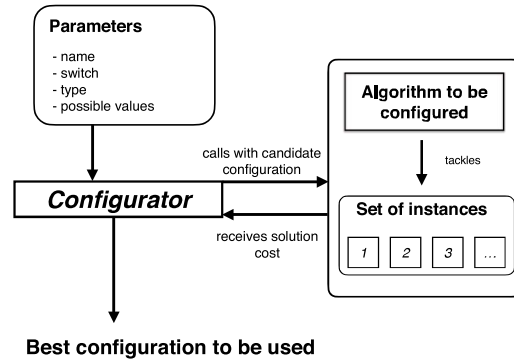 Parameters
- name
- switch
- type
- possible values
Algorithm to be
configured
calls with candidate
configuration
tackles
Configurator
Set of instances
1 2 3 ...
receives solution
cost
Best configuration to be used